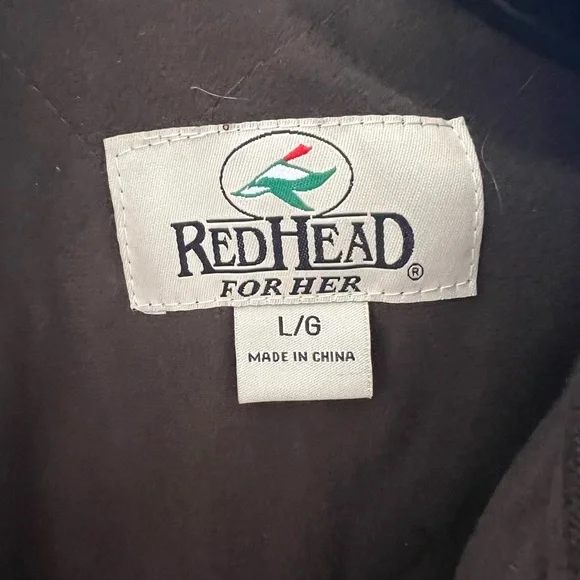 REDHEAD®
FOR HER
L/G
MADE IN CHINA